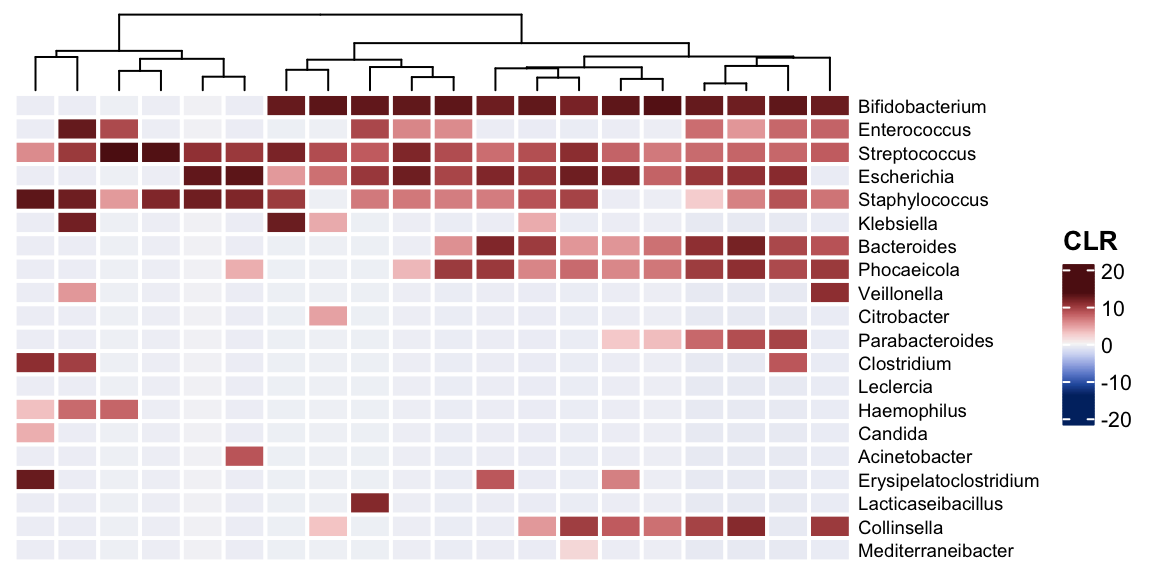 Bifidobacterium
Enterococcus
Streptococcus
Escherichia
Staphylococcus
Klebsiella
Bacteroides
Phocaeicola
Veillonella
Citrobacter
Parabacteroides
Clostridium
Leclercia
Haemophilus
Candida
Acinetobacter
Erysipelatoclostridium
Lacticaseibacillus
Collinsella
Mediterraneibacter
CLR
20
10
0
-10
-20